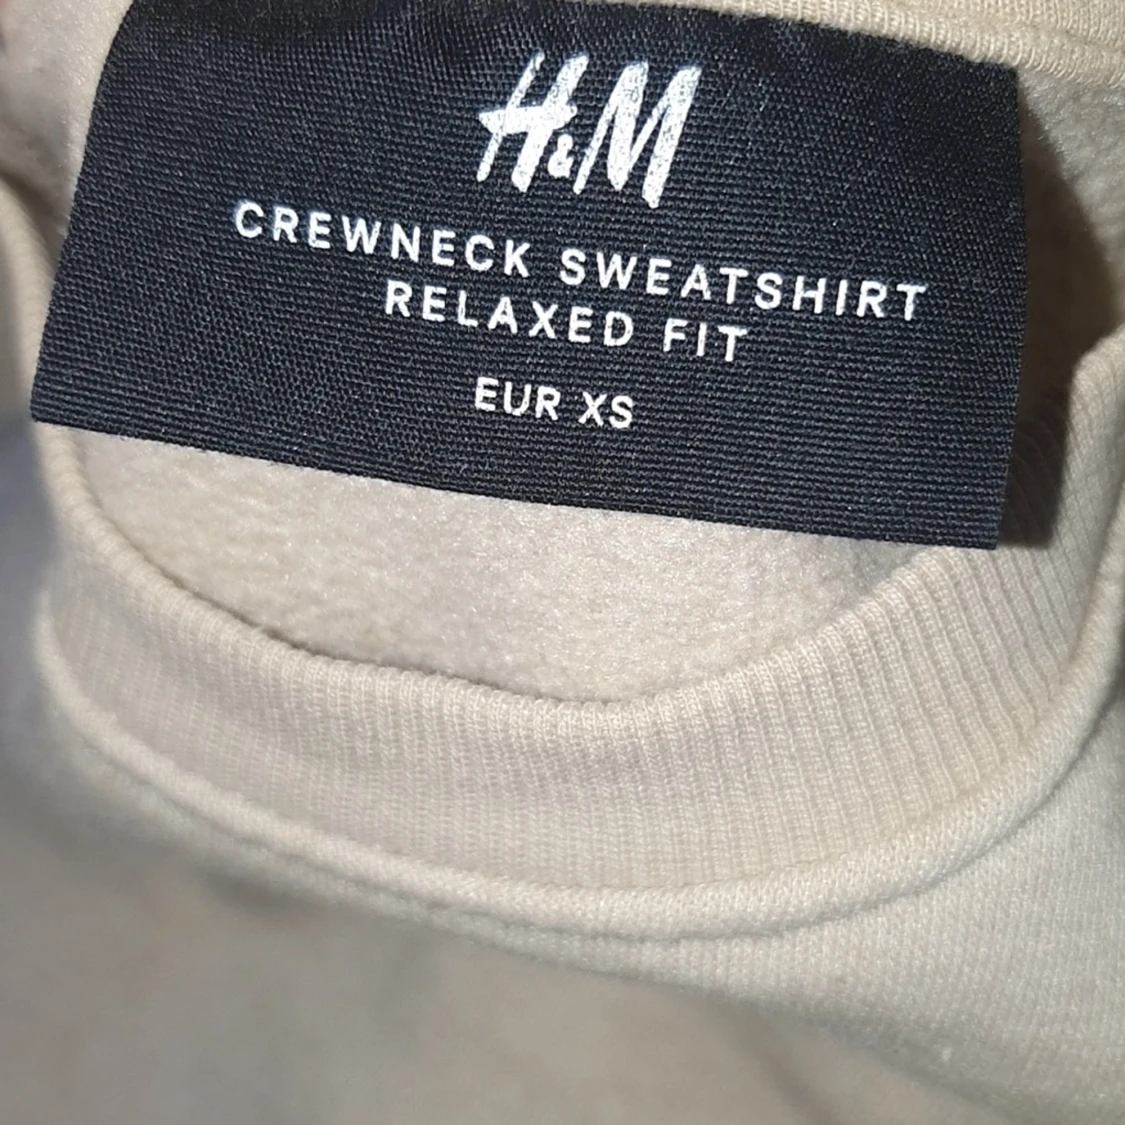 H&M
CREWNECK SWEATSHIRT
RELAXED FIT
EUR XS